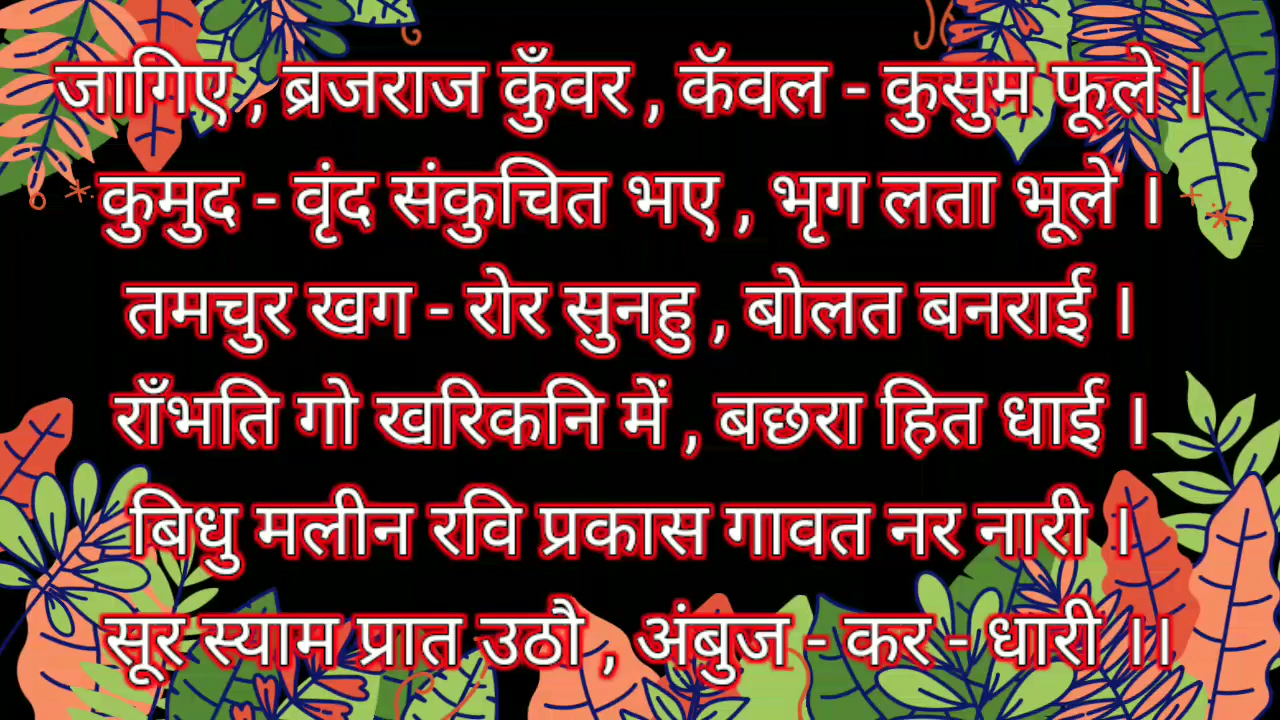 जागिए , ब्रजराज कुँवर , कॅवल - कुसुम फूले ।
कुमुद - वृंद संकुचित भए , भृग लता भूले ।
तमचुर खग - रोर सुनहु , बोलत बनराई ।
राँभति गो खरिकनि में , बछरा हित धाई ।
बिधु मलीन रवि प्रकास गावत नर नारी ।
सूर स्याम प्रात उठौ , अंबुज - कर - धारी ।।